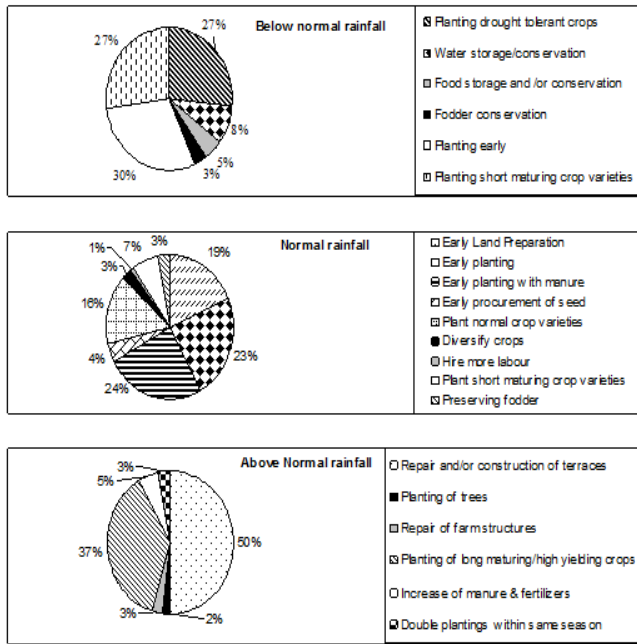 Below normal rainfall
27%
27%
8%
5%
3%
30%
Planting drought tolerant crops
Water storage/conservation
Food storage and /or conservation
Fodder conservation
Planting early
Planting short maturing crop varieties
Normal rainfall
1%
7%
3%
19%
3%
16%
23%
4%
24%
Early Land Preparation
Early planting
Early planting with manure
Early procurement of seed
Plant normal crop varieties
Diversify crops
Hire more labour
Plant short maturing crop varieties
Preserving fodder
Above Normal rainfall
3%
5%
50%
37%
3%
2%
Repair and/or construction of terraces
Planting of trees
Repair of farm structures
Planting of long maturing/high yielding crops
Increase of manure & fertilizers
Double plantings within same season